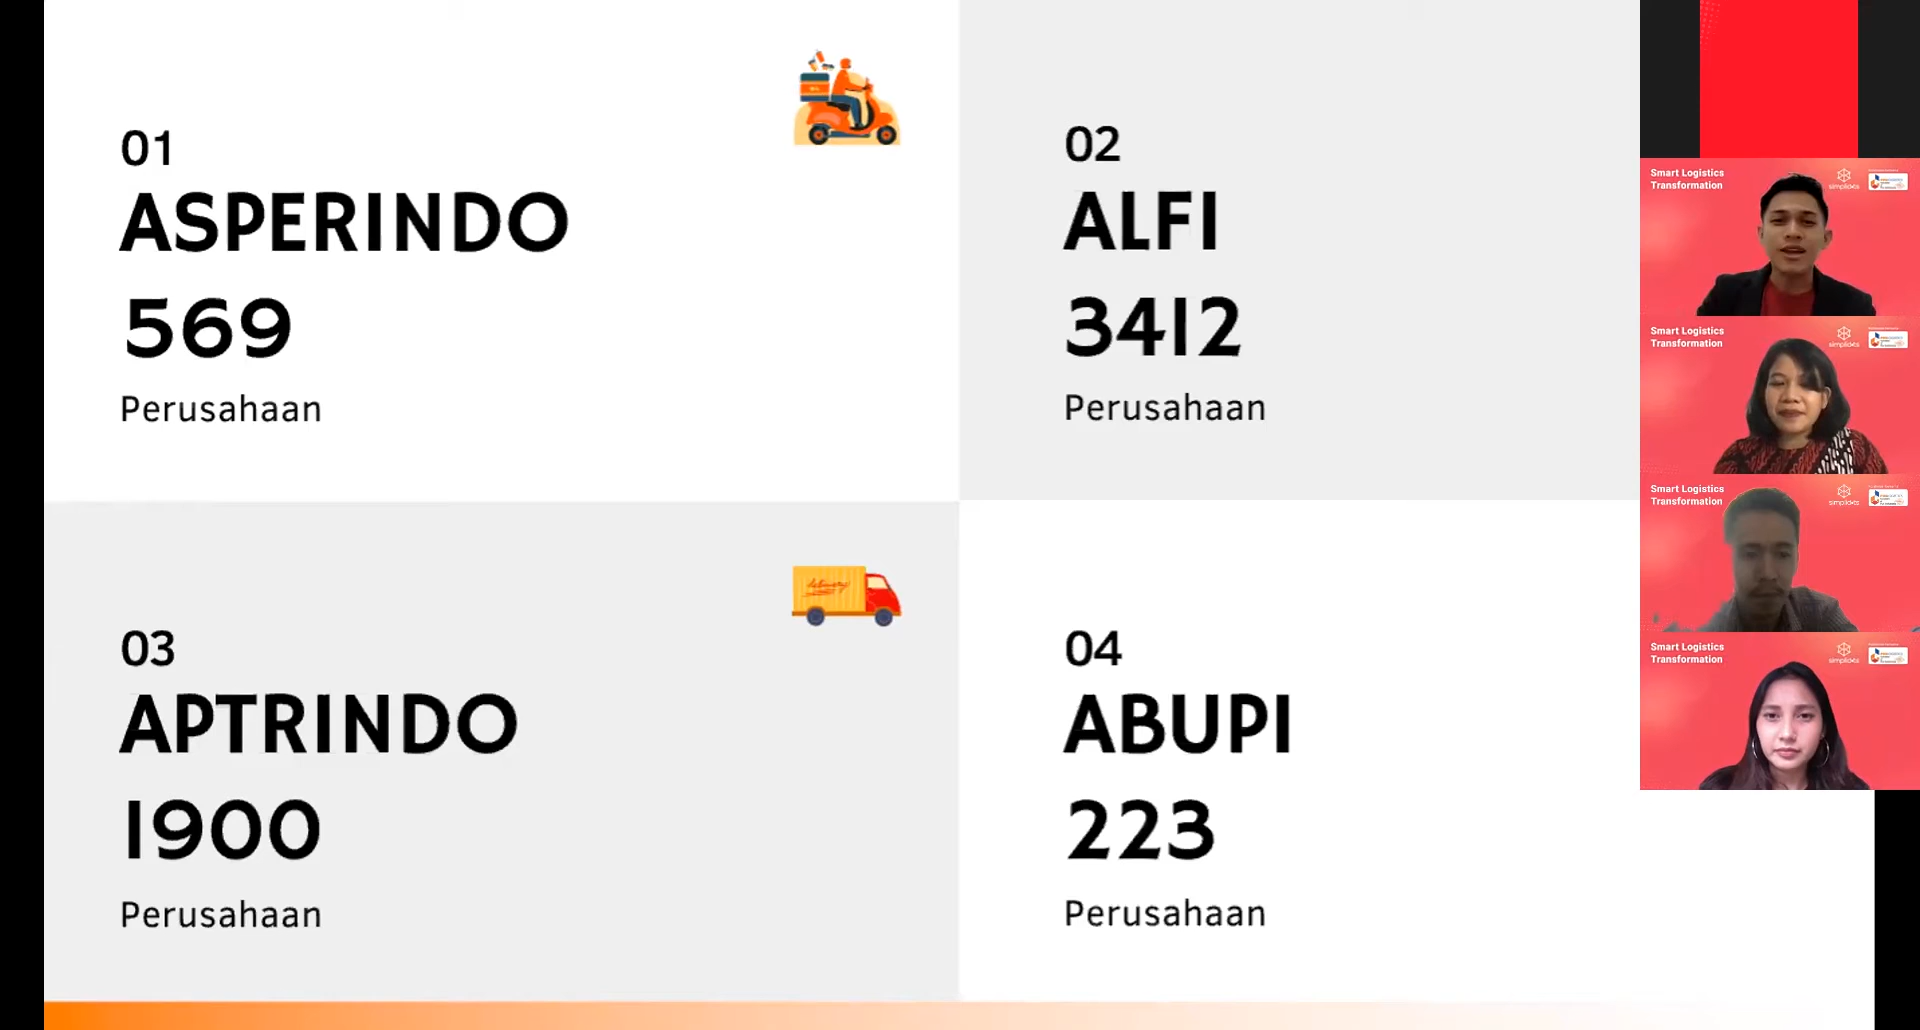 01
ASPERINDO
569
Perusahaan
02
ALFI
3412
Perusahaan
03
APTRINDO
1900
Perusahaan
delivery
04
ABUPI
223
Perusahaan
Smart Logistics
Transformation
Smart Logistics
Transformation
Smart Logistics
Transformation
Smart Logistics
Transformation